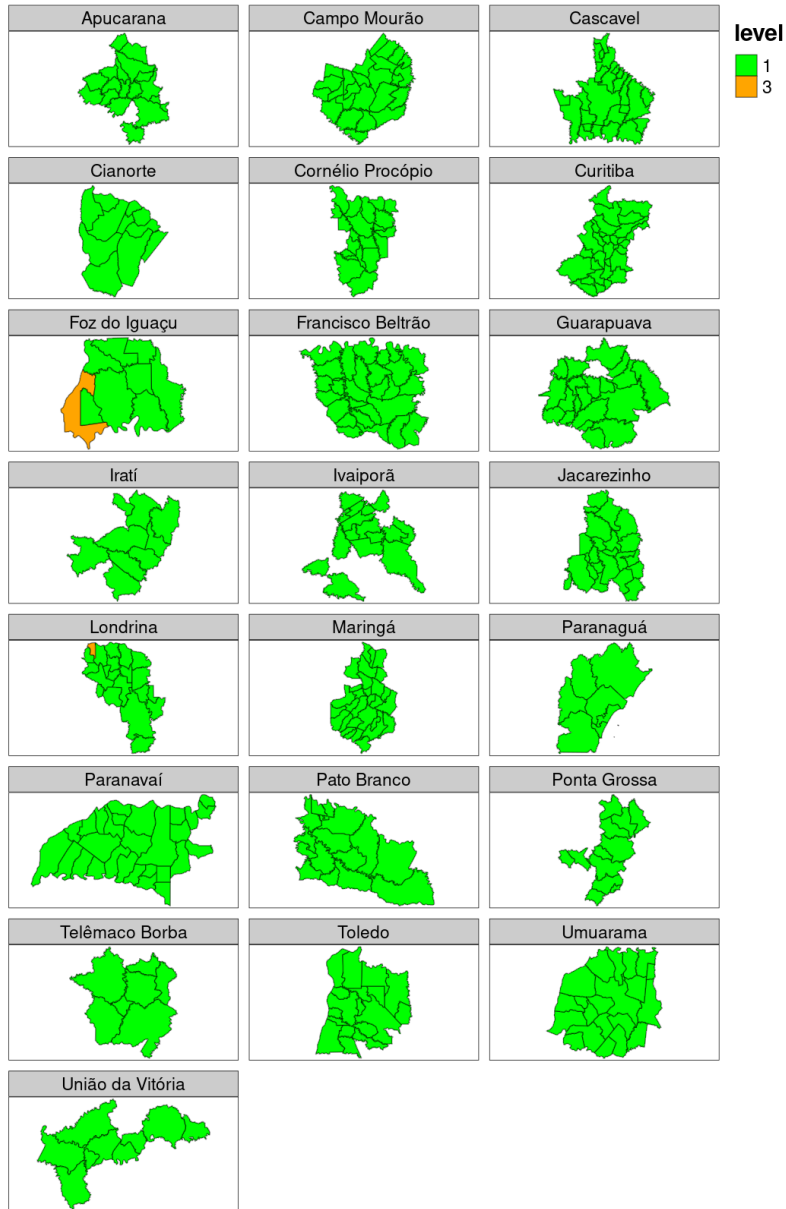 Apucarana
Campo Mourão
Cascavel
level
1
3
Cianorte
Cornélio Procópio
Curitiba
Foz do Iguaçu
Francisco Beltrão
Guarapuava
Iratí
Ivaiporã
Jacarezinho
Londrina
Maringá
Paranaguá
Paranavaí
Pato Branco
Ponta Grossa
Telêmaco Borba
Toledo
Umuarama
União da Vitória